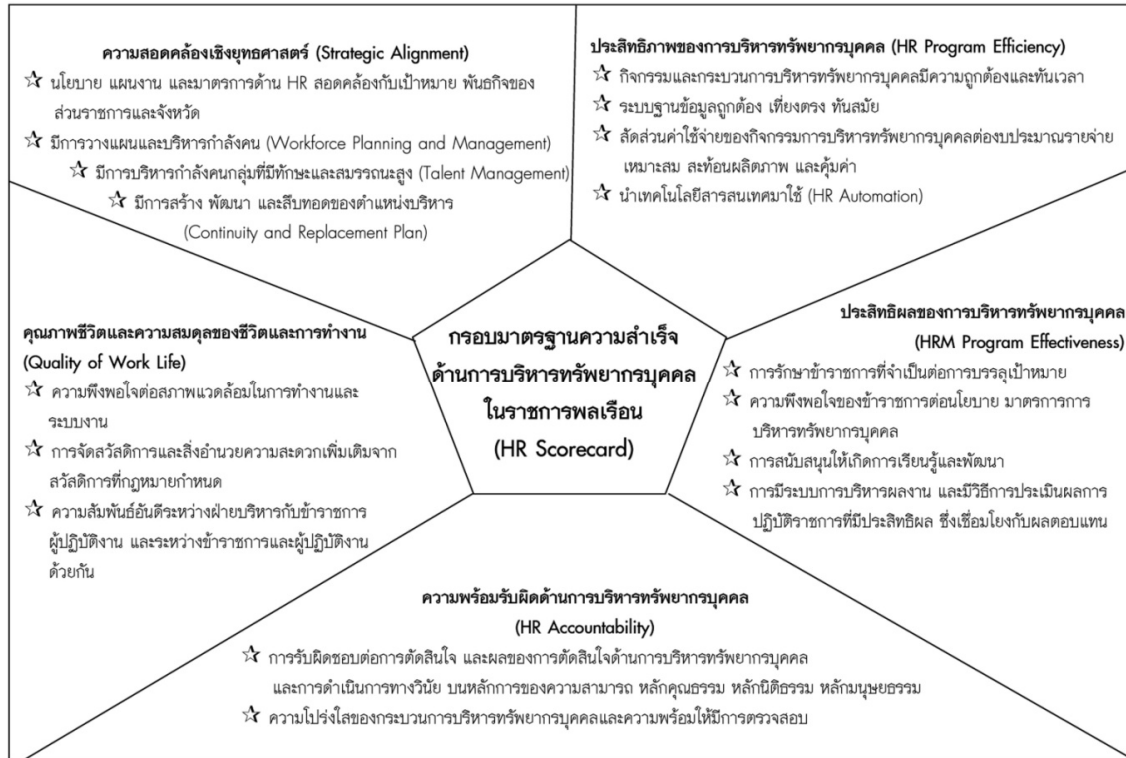 ความสอดคล้องเชิงยุทธศาสตร์ (Strategic Alignment)
☆ นโยบาย แผนงาน และมาตรการด้าน HR สอดคล้องกับเป้าหมาย พันธกิจของ
ส่วนราชการและจังหวัด
☆ มีการวางแผนและบริหารกำลังคน (Workforce Planning and Management)
☆ มีการบริหารกำลังคนกลุ่มที่มีทักษะและสมรรถนะสูง (Talent Management)
☆ มีการสร้าง พัฒนา และสืบทอดของตำแหน่งบริหาร
(Continuity and Replacement Plan)
ประสิทธิภาพของการบริหารทรัพยากรบุคคล (HR Program Efficiency)
☆ กิจกรรมและกระบวนการบริหารทรัพยากรบุคคลมีความถูกต้องและทันเวลา
☆ ระบบฐานข้อมูลถูกต้อง เที่ยงตรง ทันสมัย
☆ สัดส่วนค่าใช้จ่ายของกิจกรรมการบริหารทรัพยากรบุคคลต่องบประมาณรายจ่าย
เหมาะสม สะท้อนผลิตภาพ และคุ้มค่า
☆ นำเทคโนโลยีสารสนเทศมาใช้ (HR Automation)
คุณภาพชีวิตและความสมดุลของชีวิตและการทำงาน
(Quality of Work Life)
☆ ความพึงพอใจต่อสภาพแวดล้อมในการทำงานและ
ระบบงาน
☆ การจัดสวัสดิการและสิ่งอำนวยความสะดวกเพิ่มเติมจาก
สวัสดิการที่กฎหมายกำหนด
☆ ความสัมพันธ์อันดีระหว่างฝ่ายบริหารกับข้าราชการ
ผู้ปฏิบัติงาน และระหว่างข้าราชการและผู้ปฏิบัติงาน
ด้วยกัน
กรอบมาตรฐานความสำเร็จ
ด้านการบริหารทรัพยากรบุคคล
ในราชการพลเรือน
(HR Scorecard)
ประสิทธิผลของการบริหารทรัพยากรบุคคล
(HRM Program Effectiveness)
☆ การรักษาข้าราชการที่จำเป็นต่อการบรรลุเป้าหมาย
☆ ความพึงพอใจของข้าราชการต่อนโยบาย มาตรการการ
บริหารทรัพยากรบุคคล
☆ การสนับสนุนให้เกิดการเรียนรู้และพัฒนา
☆ การมีระบบการบริหารผลงาน และมีวิธีการประเมินผลการ
ปฏิบัติราชการที่มีประสิทธิผล ซึ่งเชื่อมโยงกับผลตอบแทน
ความพร้อมรับผิดด้านการบริหารทรัพยากรบุคคล
(HR Accountability)
☆ การรับผิดชอบต่อการตัดสินใจ และผลของการตัดสินใจด้านการบริหารทรัพยากรบุคคล
และการดำเนินการทางวินัย บนหลักการของความสามารถ หลักคุณธรรม หลักนิติธรรม หลักมนุษยธรรม
☆ ความโปร่งใสของกระบวนการบริหารทรัพยากรบุคคลและความพร้อมให้มีการตรวจสอบ